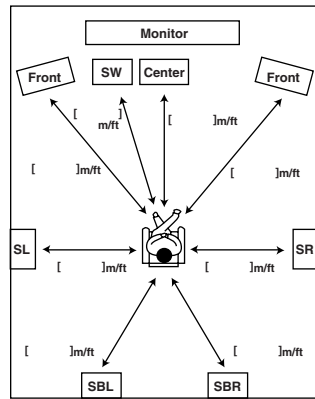 Monitor
Front
SW
Center
Front
[ ]
m/ft
[ ]m/ft
[ ]m/ft
[ ]m/ft
SL
SR
[ ]m/ft
[ ]m/ft
[ ]m/ft
[ ]m/ft
SBL
SBR